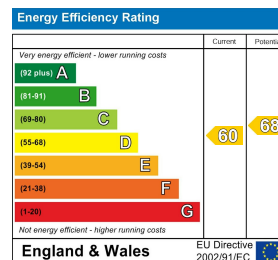 Energy Efficiency Rating
Current
Potentia
Very energy efficient - lower running costs
(92 plus) A
(81-91) B
(69-80) C
(55-68) D
(39-54) E
(21-38) F
(1-20) G
60
68
Not energy efficient - higher running costs
England & Wales
EU Directive
2002/91/EC